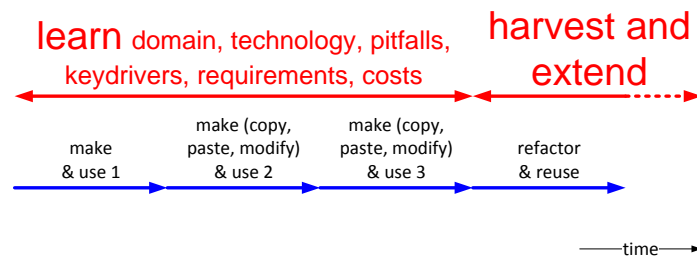 learn domain, technology, pitfalls,
keydrivers, requirements, costs
harvest and
extend
make
& use 1
make (copy,
paste, modify)
& use 2
make (copy,
paste, modify)
& use 3
refactor
& reuse
time